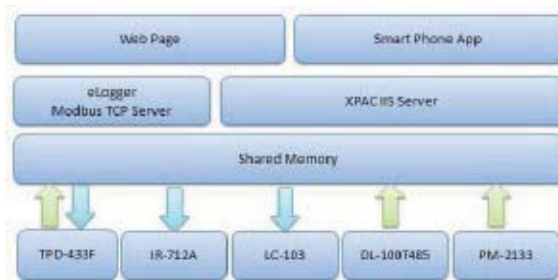 Web Page
Smart Phone App
eLogger
Modbus TCP Server
XPAC IIS Server
Shared Memory
TPD-433F
IR-712A
LC-103
DL-100T485
PM-2133